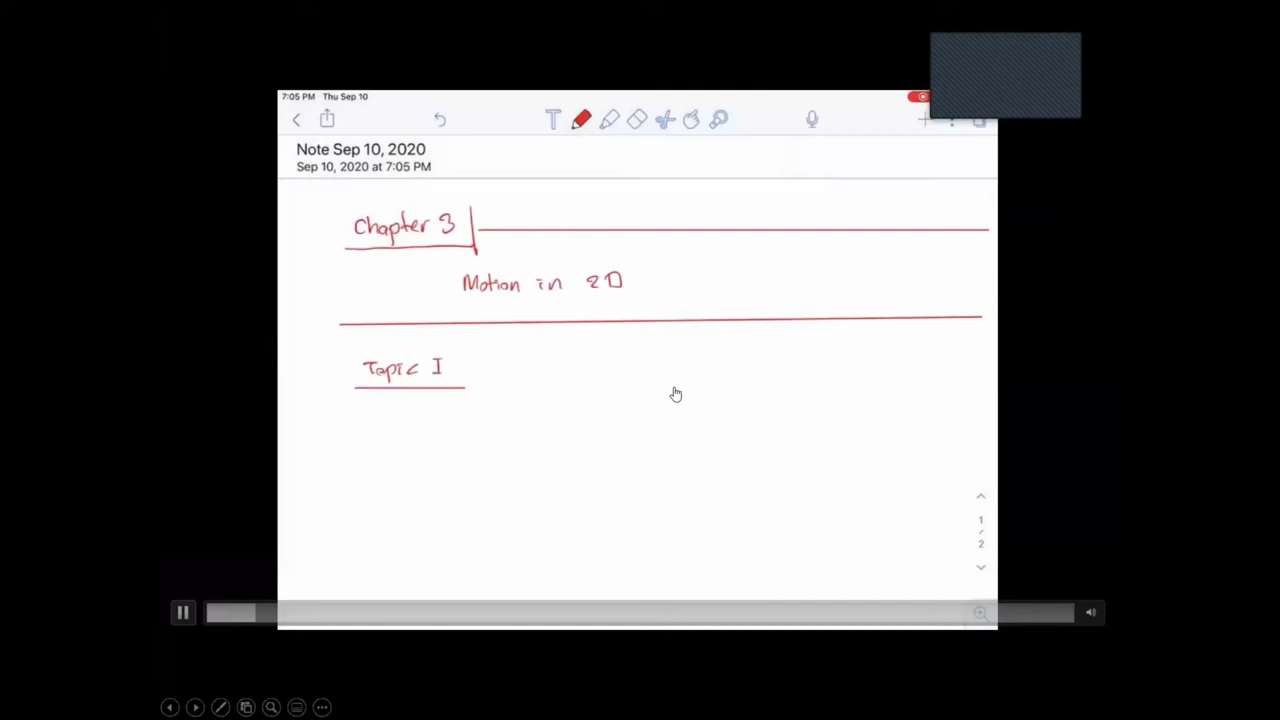 7:05 PM Thu Sep 10
Note Sep 10, 2020
Sep 10, 2020 at 7:05 PM
Chapter 3
Motion in 2D
Topic I
1
/
2